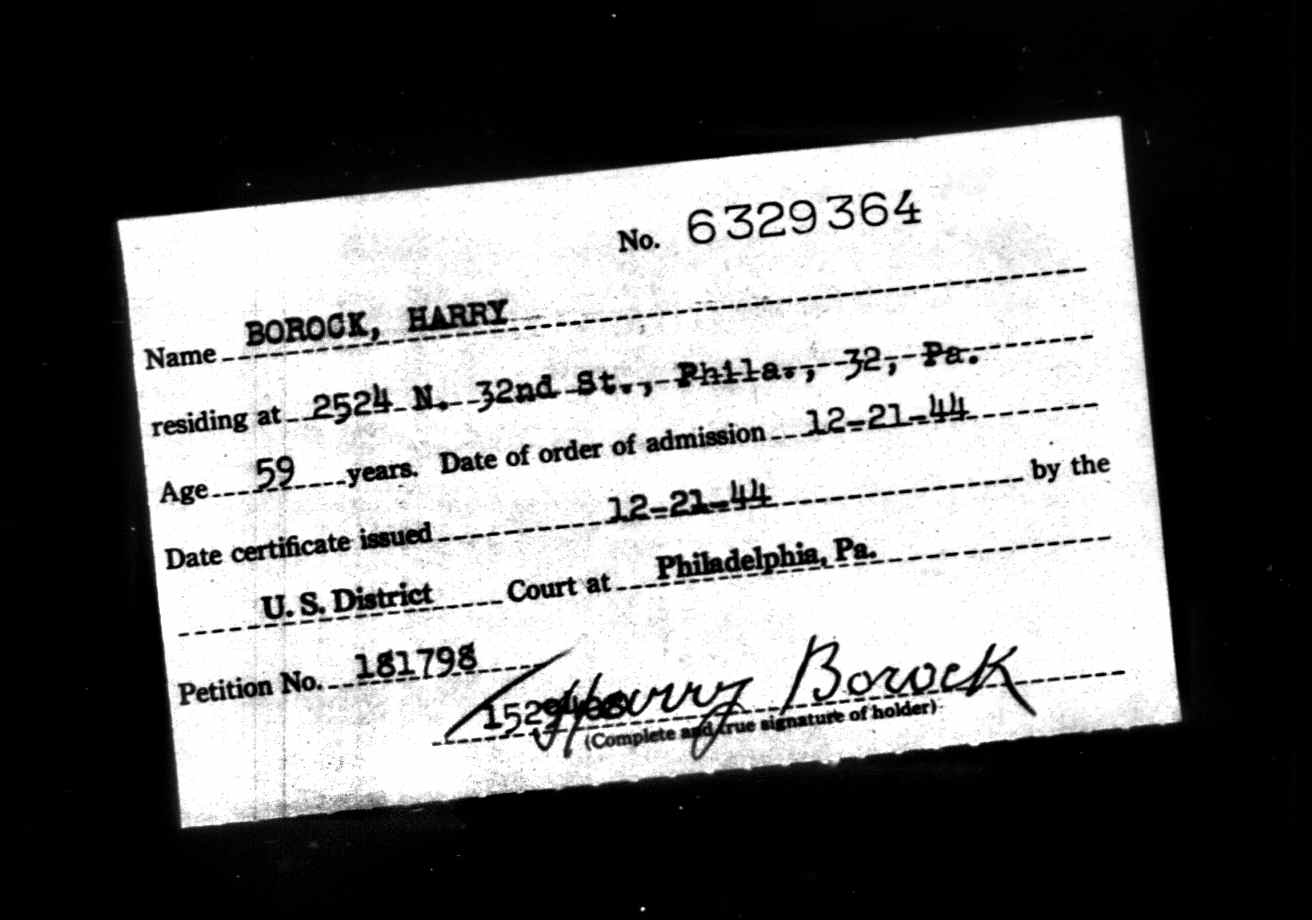 No. 6329364
Name BOROCK, HARRY
residing at 2524 N. 32nd St., Phila., 32, Pa.
Age 59 years. Date of order of admission 12-21-44
Date certificate issued 12-21-44 by the
U. S. District Court at Philadelphia, Pa.
Petition No. 181798
Harry Borock
(Complete and true signature of holder)